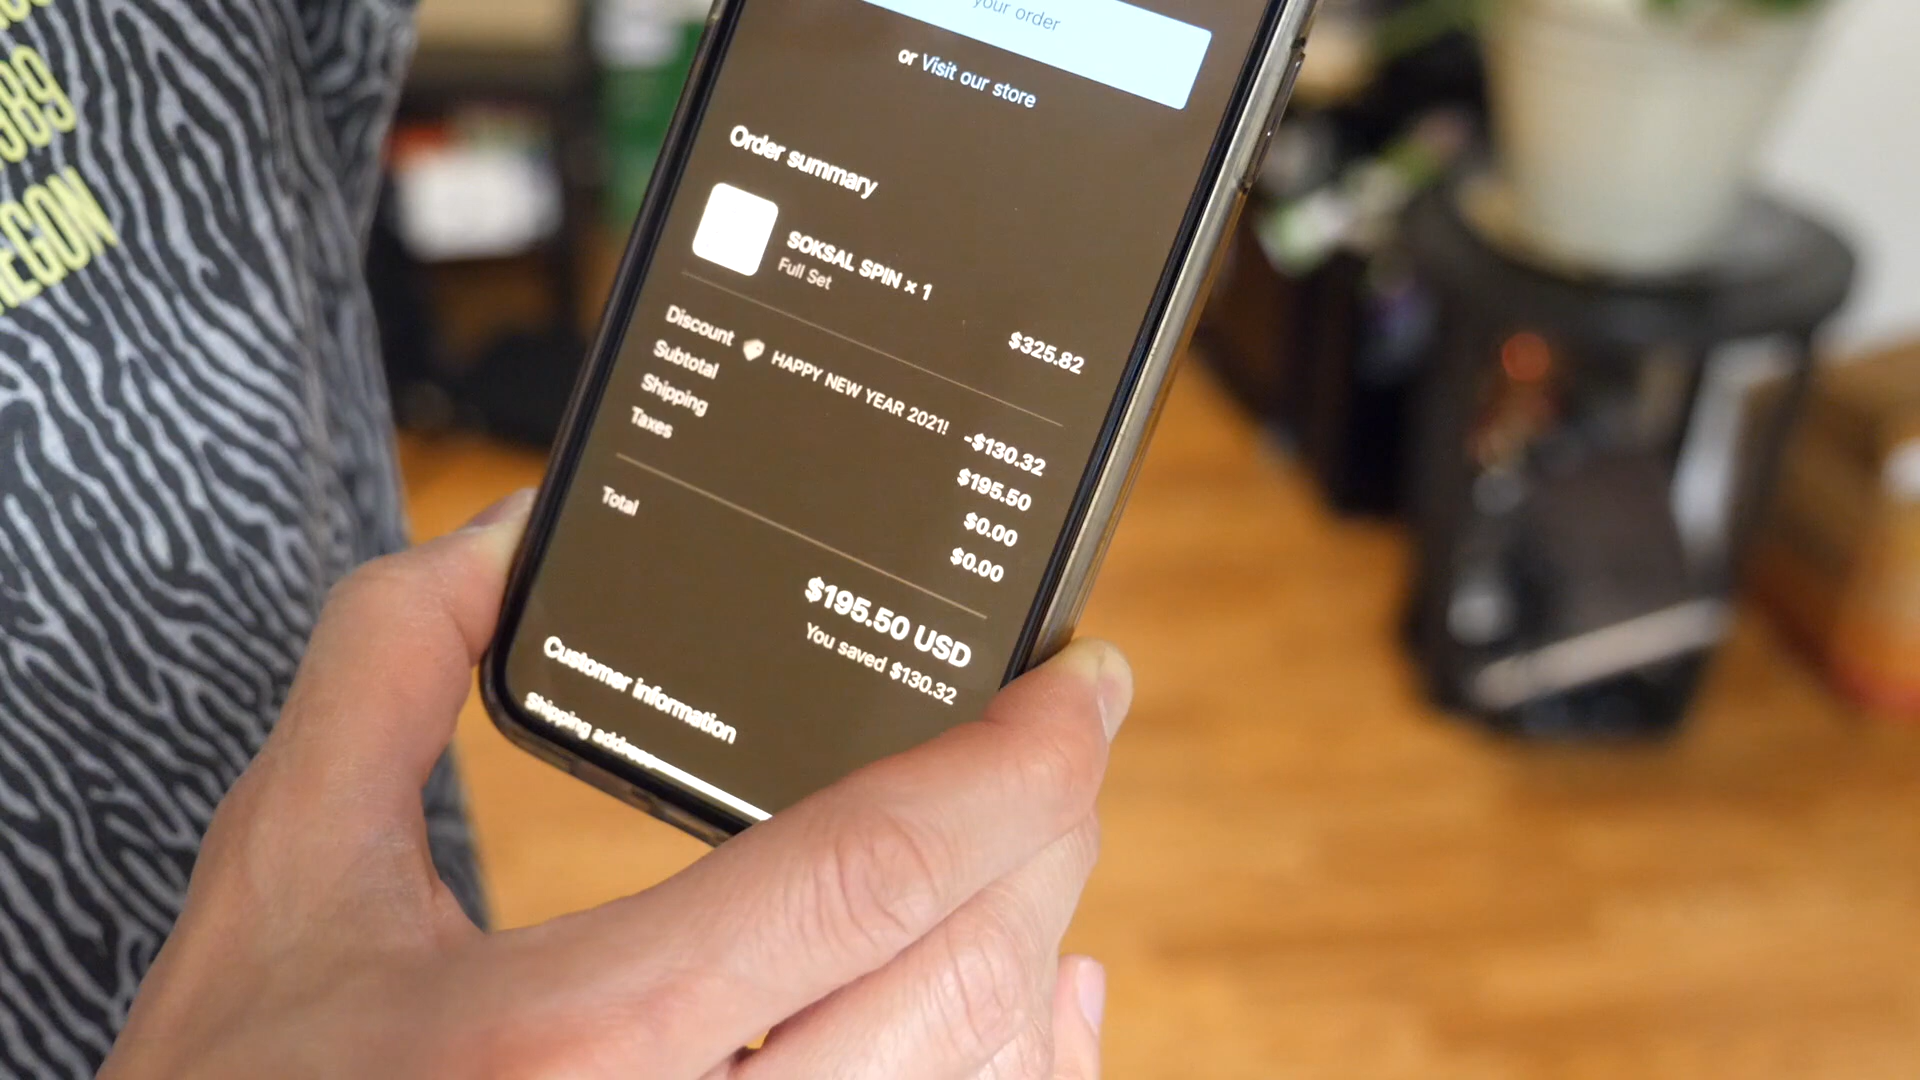 989
your order
or Visit our store
Order summary
SOKSAL SPIN × 1
Full Set
$325.82
Discount HAPPY NEW YEAR 2021! -$130.32
Subtotal $195.50
Shipping $0.00
Taxes $0.00
Total $195.50 USD
You saved $130.32
Customer information
Shipping address